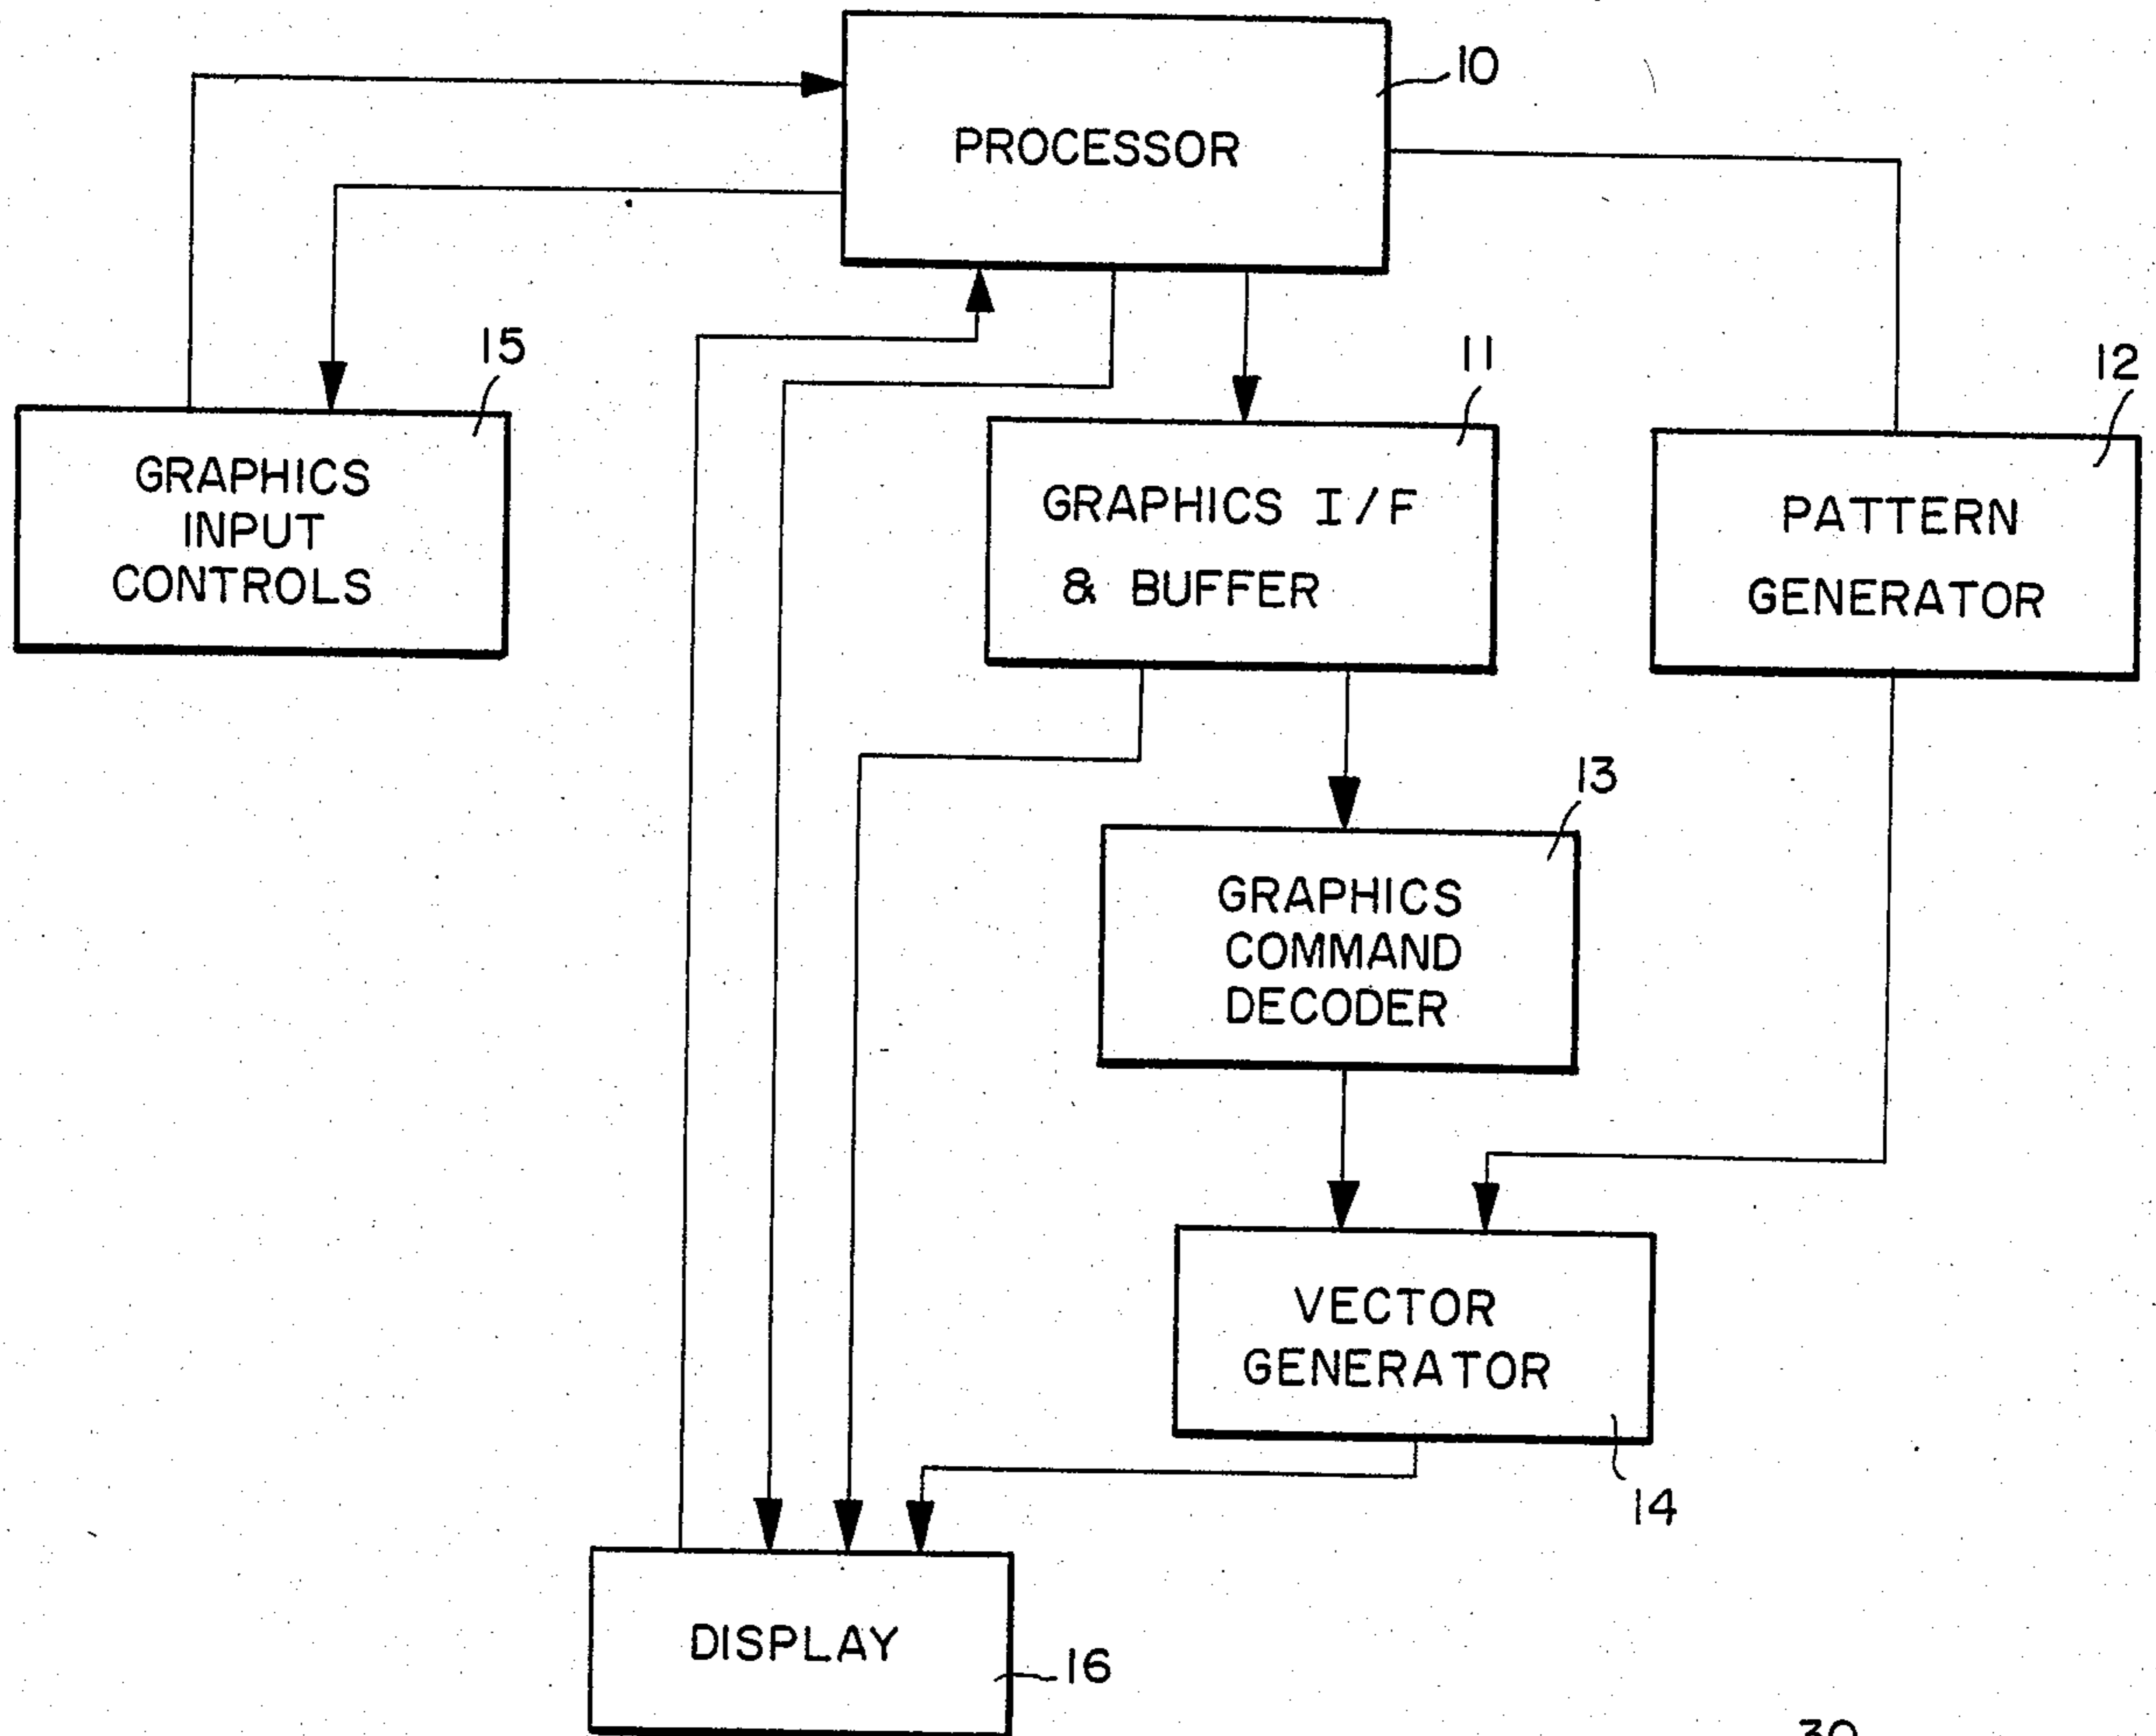 10
PROCESSOR
15
11
12
GRAPHICS
INPUT
CONTROLS
GRAPHICS I/F
& BUFFER
PATTERN
GENERATOR
13
GRAPHICS
COMMAND
DECODER
VECTOR
GENERATOR
14
DISPLAY
16
30